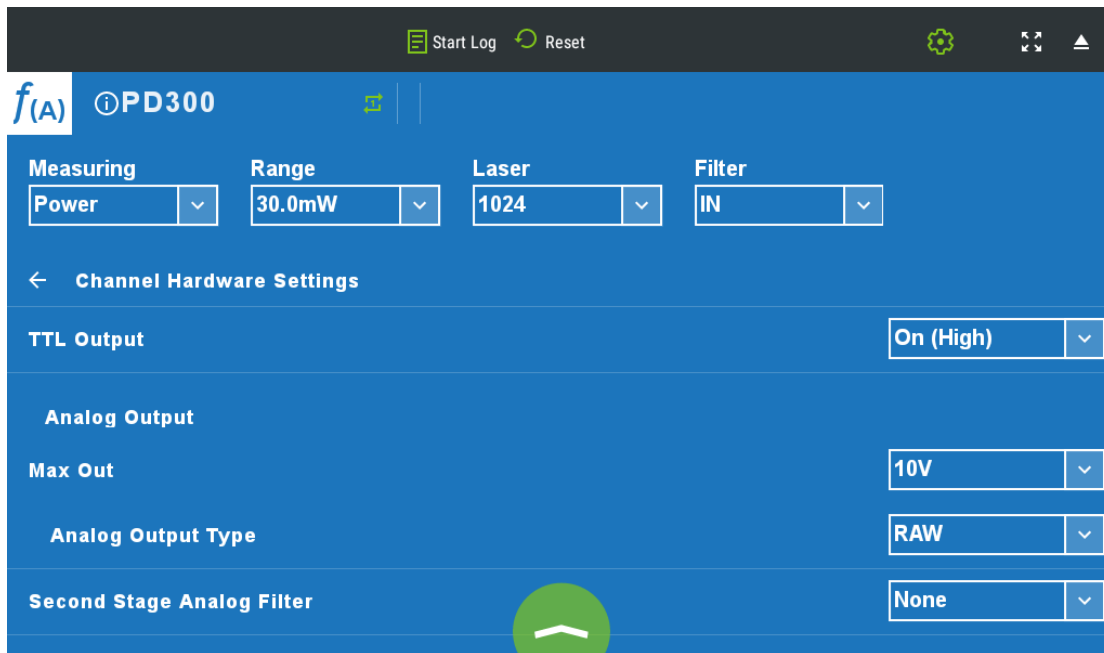 Start Log Reset
f(A) PD300
Measuring Range Laser Filter
Power 30.0mW 1024 IN
Channel Hardware Settings
TTL Output On (High)
Analog Output
Max Out 10V
Analog Output Type RAW
Second Stage Analog Filter None